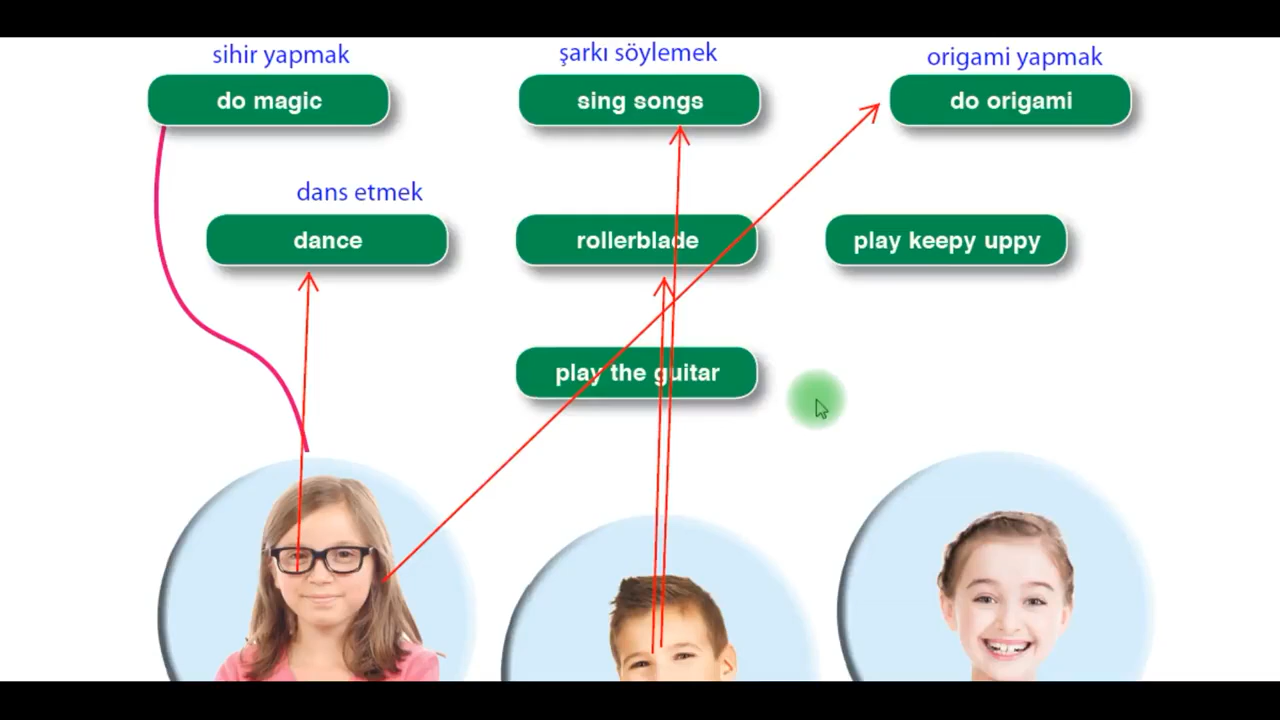 sihir yapmak
şarkı söylemek
origami yapmak
do magic
sing songs
do origami
dans etmek
dance
rollerblade
play keepy uppy
play the guitar